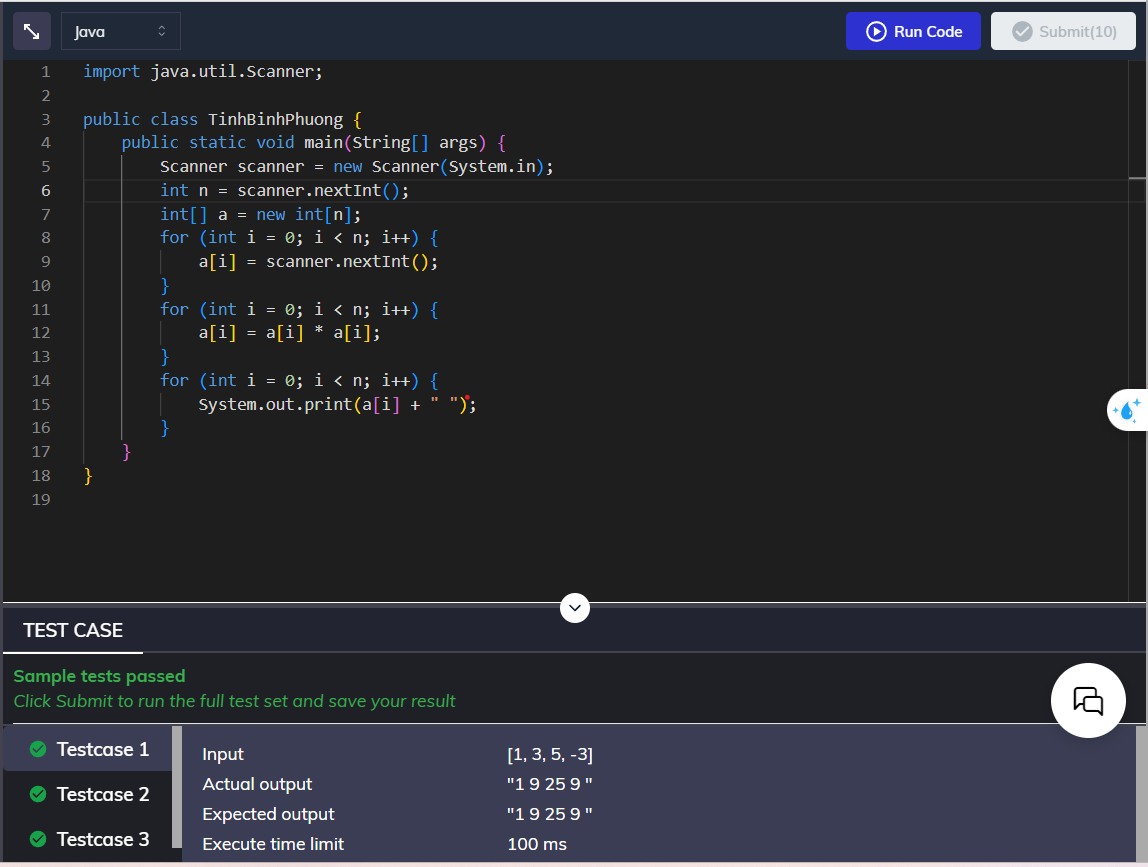 Java
Run Code
Submit(10)
1 import java.util.Scanner;
2
3 public class TinhBinhPhuong {
4     public static void main(String[] args) {
5         Scanner scanner = new Scanner(System.in);
6         int n = scanner.nextInt();
7         int[] a = new int[n];
8         for (int i = 0; i < n; i++) {
9             a[i] = scanner.nextInt();
10         }
11         for (int i = 0; i < n; i++) {
12             a[i] = a[i] * a[i];
13         }
14         for (int i = 0; i < n; i++) {
15             System.out.print(a[i] + " ");
16         }
17     }
18 }
19
TEST CASE
Sample tests passed
Click Submit to run the full test set and save your result
Testcase 1
Testcase 2
Testcase 3
Input [1, 3, 5, -3]
Actual output "1 9 25 9 "
Expected output "1 9 25 9 "
Execute time limit 100 ms